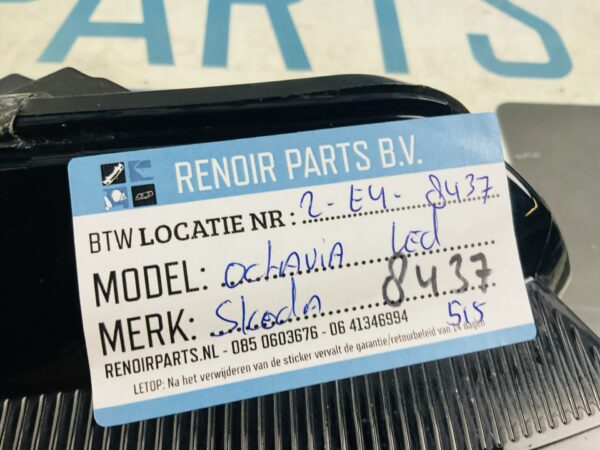 PARTS
RENOIR PARTS B.V.
BTW LOCATIE NR: 2-E4-8437
MODEL: Octavia Led
MERK: Skoda 8437
515
RENOIRPARTS.NL - 085 0603676 - 06 41346994
LETOP: Na het verwijderen van de sticker vervalt de garantie/retourbeleid van 14 dagen